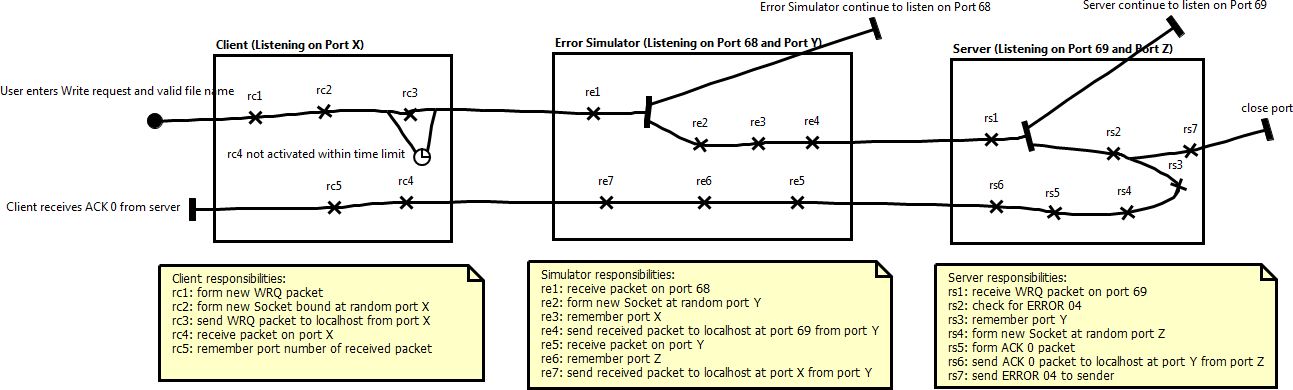 Error Simulator continue to listen on Port 68
Server continue to listen on Port 69
Client (Listening on Port X)
Error Simulator (Listening on Port 68 and Port Y)
Server (Listening on Port 69 and Port Z)
User enters Write request and valid file name
rc1
rc2
rc3
re1
re2
re3
re4
rs1
rs2
rs7
close port
rc4 not activated within time limit
rs3
Client receives ACK 0 from server
rc5
rc4
re7
re6
re5
rs6
rs5
rs4
Client responsibilities:
rc1: form new WRQ packet
rc2: form new Socket bound at random port X
rc3: send WRQ packet to localhost from port X
rc4: receive packet on port X
rc5: remember port number of received packet
Simulator responsibilities:
re1: receive packet on port 68
re2: form new Socket at random port Y
re3: remember port X
re4: send received packet to localhost at port 69 from port Y
re5: receive packet on port Y
re6: remember port Z
re7: send received packet to localhost at port X from port Y
Server responsibilities:
rs1: receive WRQ packet on port 69
rs2: check for ERROR 04
rs3: remember port Y
rs4: form new Socket at random port Z
rs5: form ACK 0 packet
rs6: send ACK 0 packet to localhost at port Y from port Z
rs7: send ERROR 04 to sender